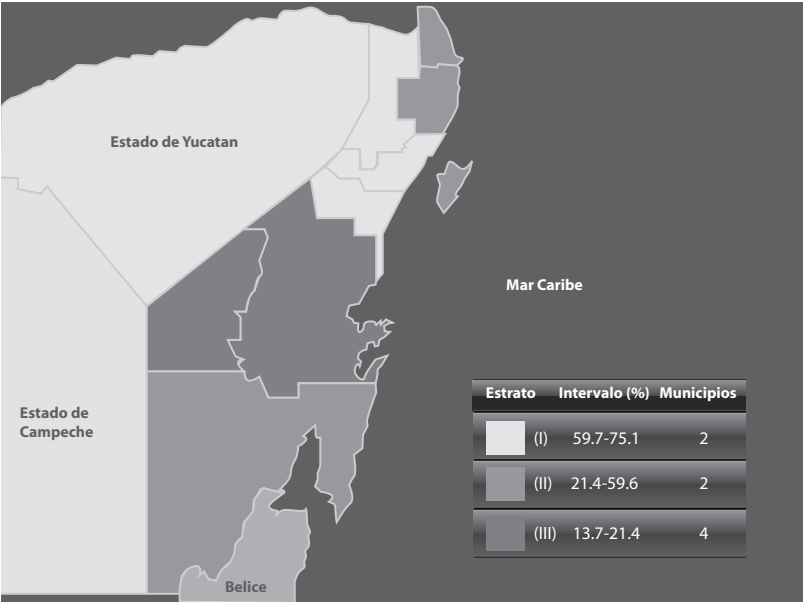 Estado de Yucatan
Mar Caribe
Estado de
Campeche
Belice
Estrato Intervalo (%) Municipios
(I) 59.7-75.1 2
(II) 21.4-59.6 2
(III) 13.7-21.4 4